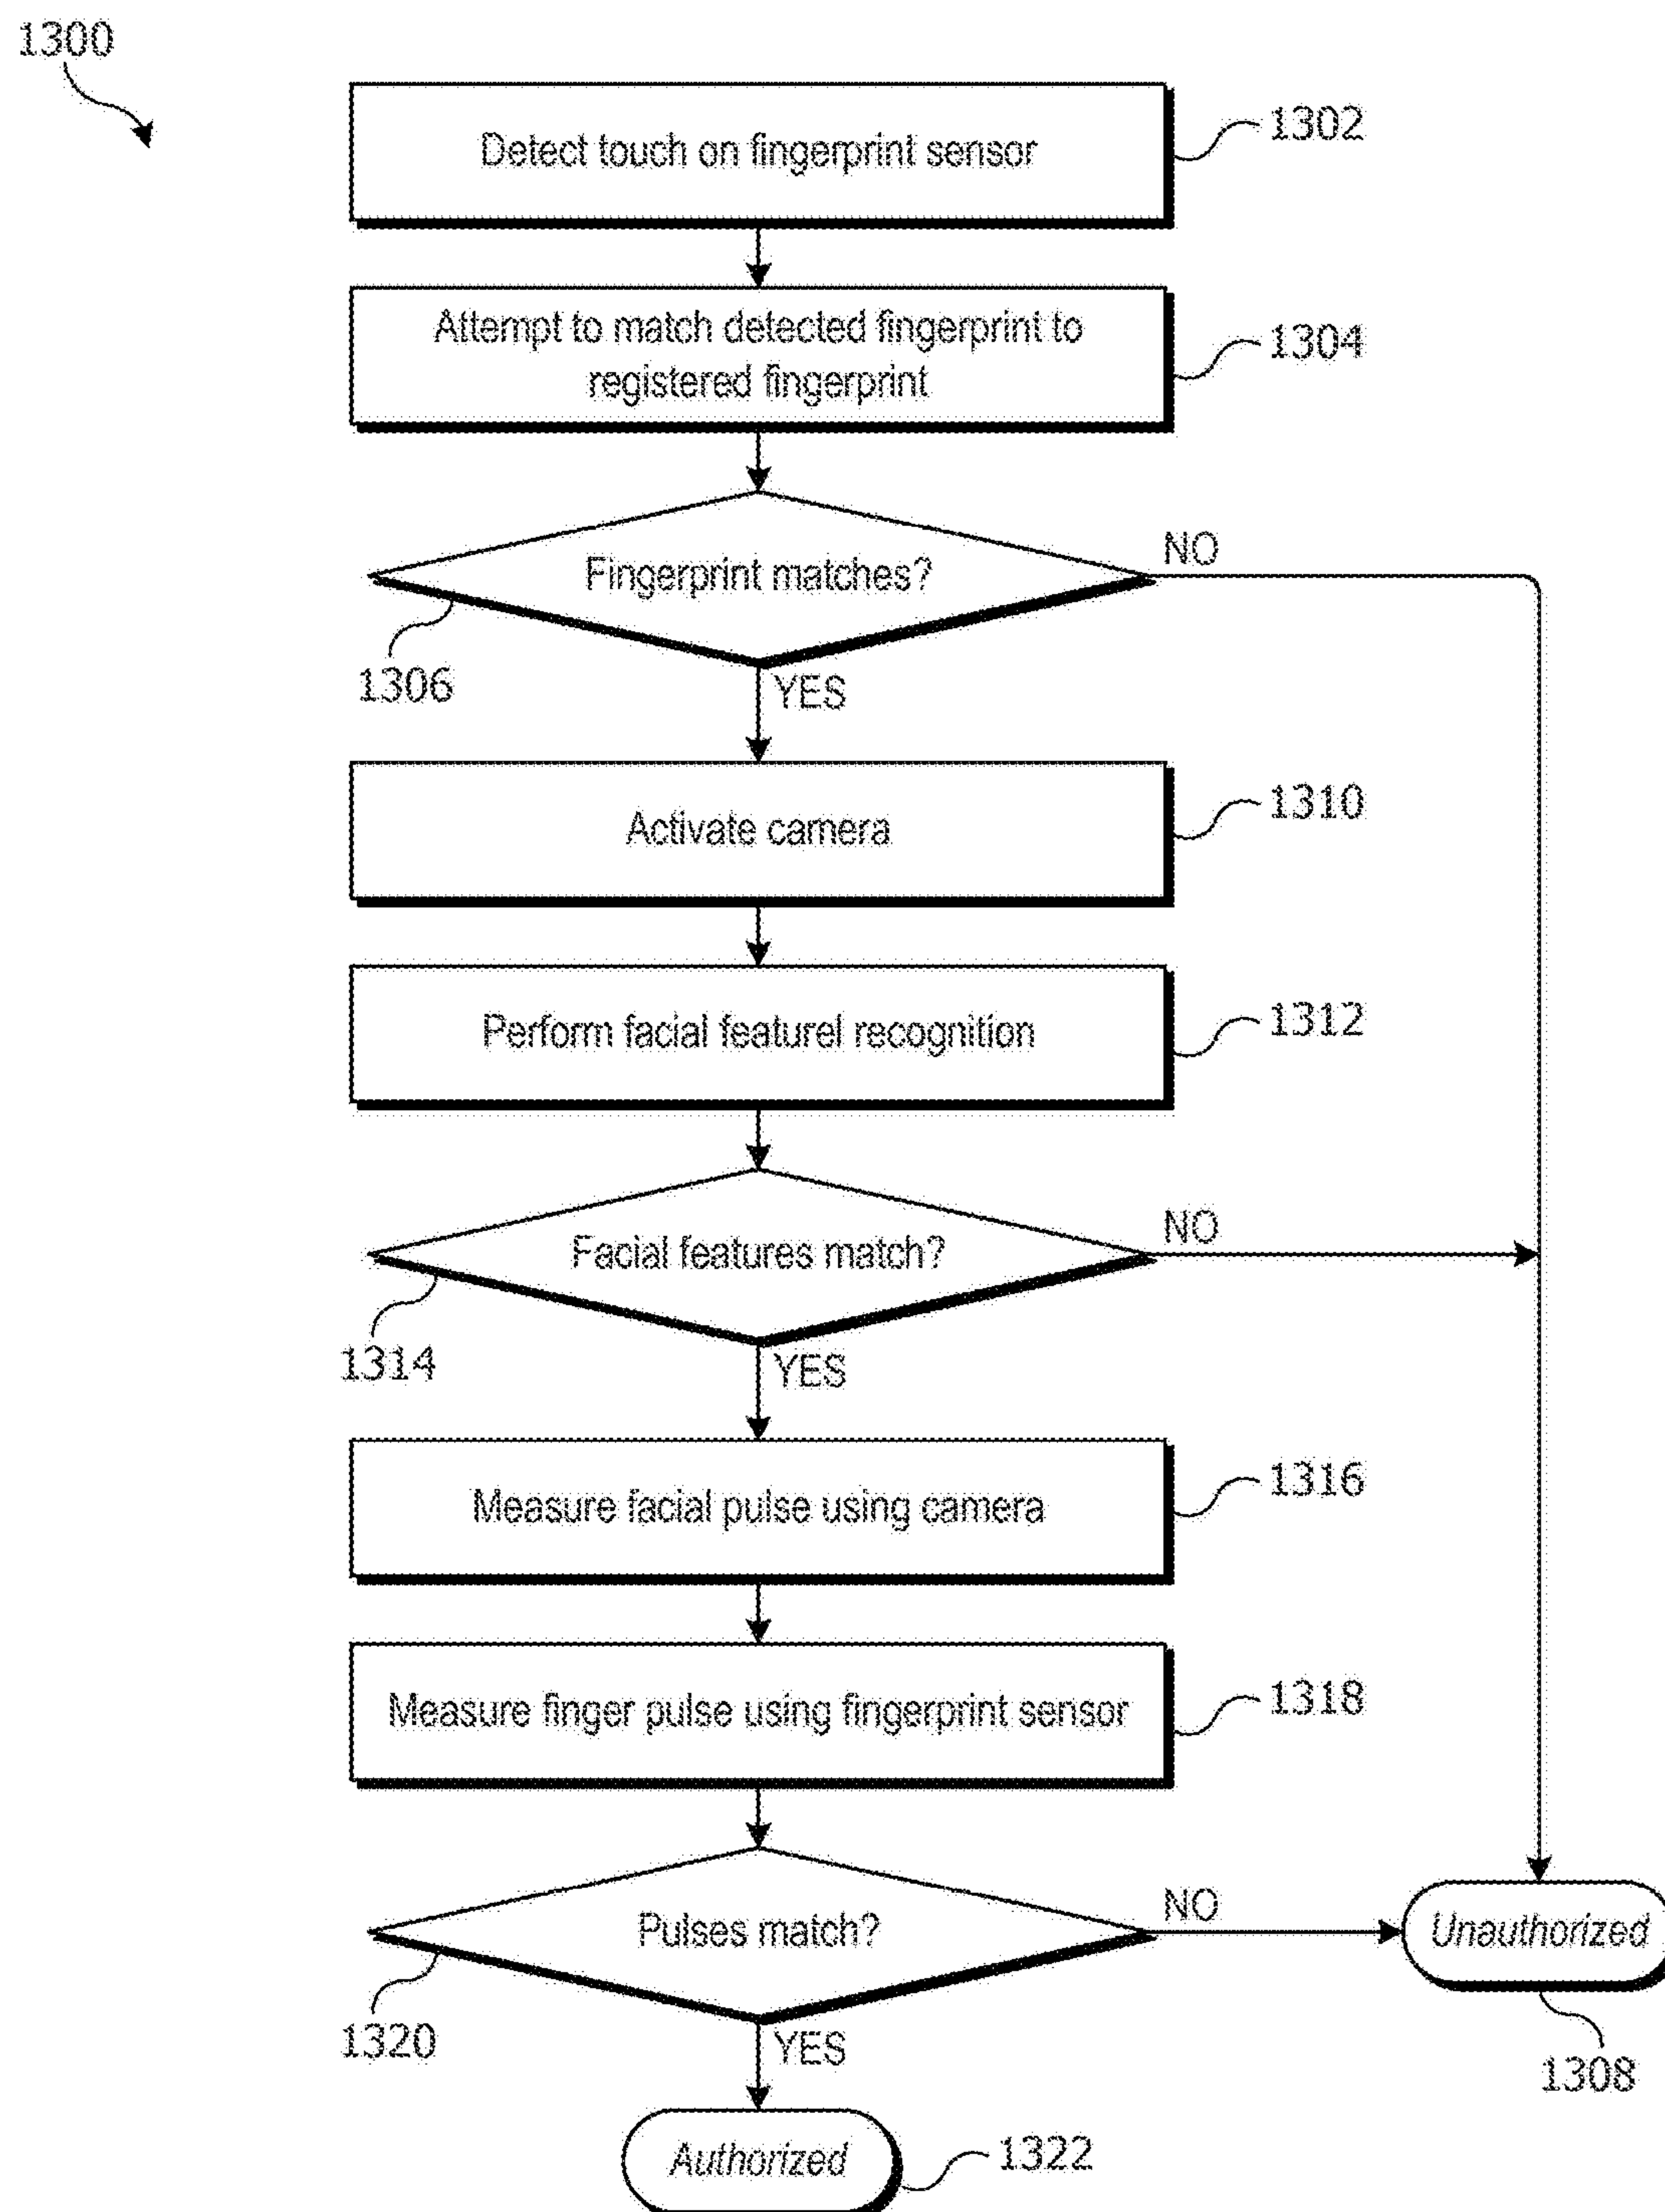 1300
Detect touch on fingerprint sensor
1302
Attempt to match detected fingerprint to
registered fingerprint
1304
Fingerprint matches?
NO
1306
YES
Activate camera
1310
Perform facial featurel recognition
1312
Facial features match?
NO
1314
YES
Measure facial pulse using camera
1316
Measure finger pulse using fingerprint sensor
1318
Pulses match?
NO
Unauthorized
1320
YES
1308
Authorized
1322